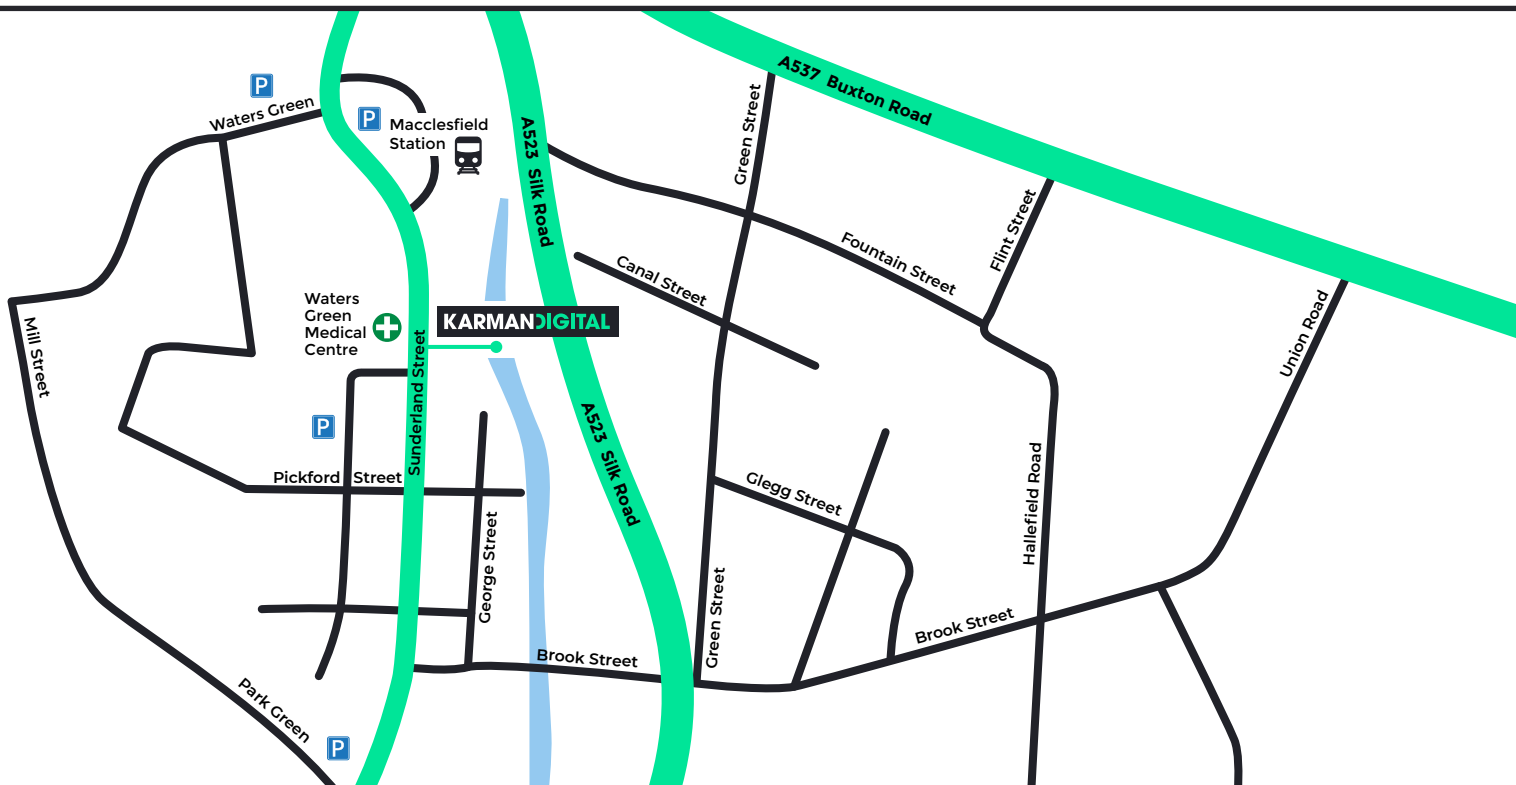 A537 Buxton Road
P
Waters Green
P
Macclesfield
Station
A523 Silk Road
Green Street
Flint Street
Fountain Street
Canal Street
Waters
Green
Medical
Centre
KARMANDIGITAL
Union Road
Mill Street
Sunderland Street
P
A523 Silk Road
Pickford Street
Glegg Street
Hallefield Road
George Street
Green Street
Brook Street
Brook Street
Park Green
P